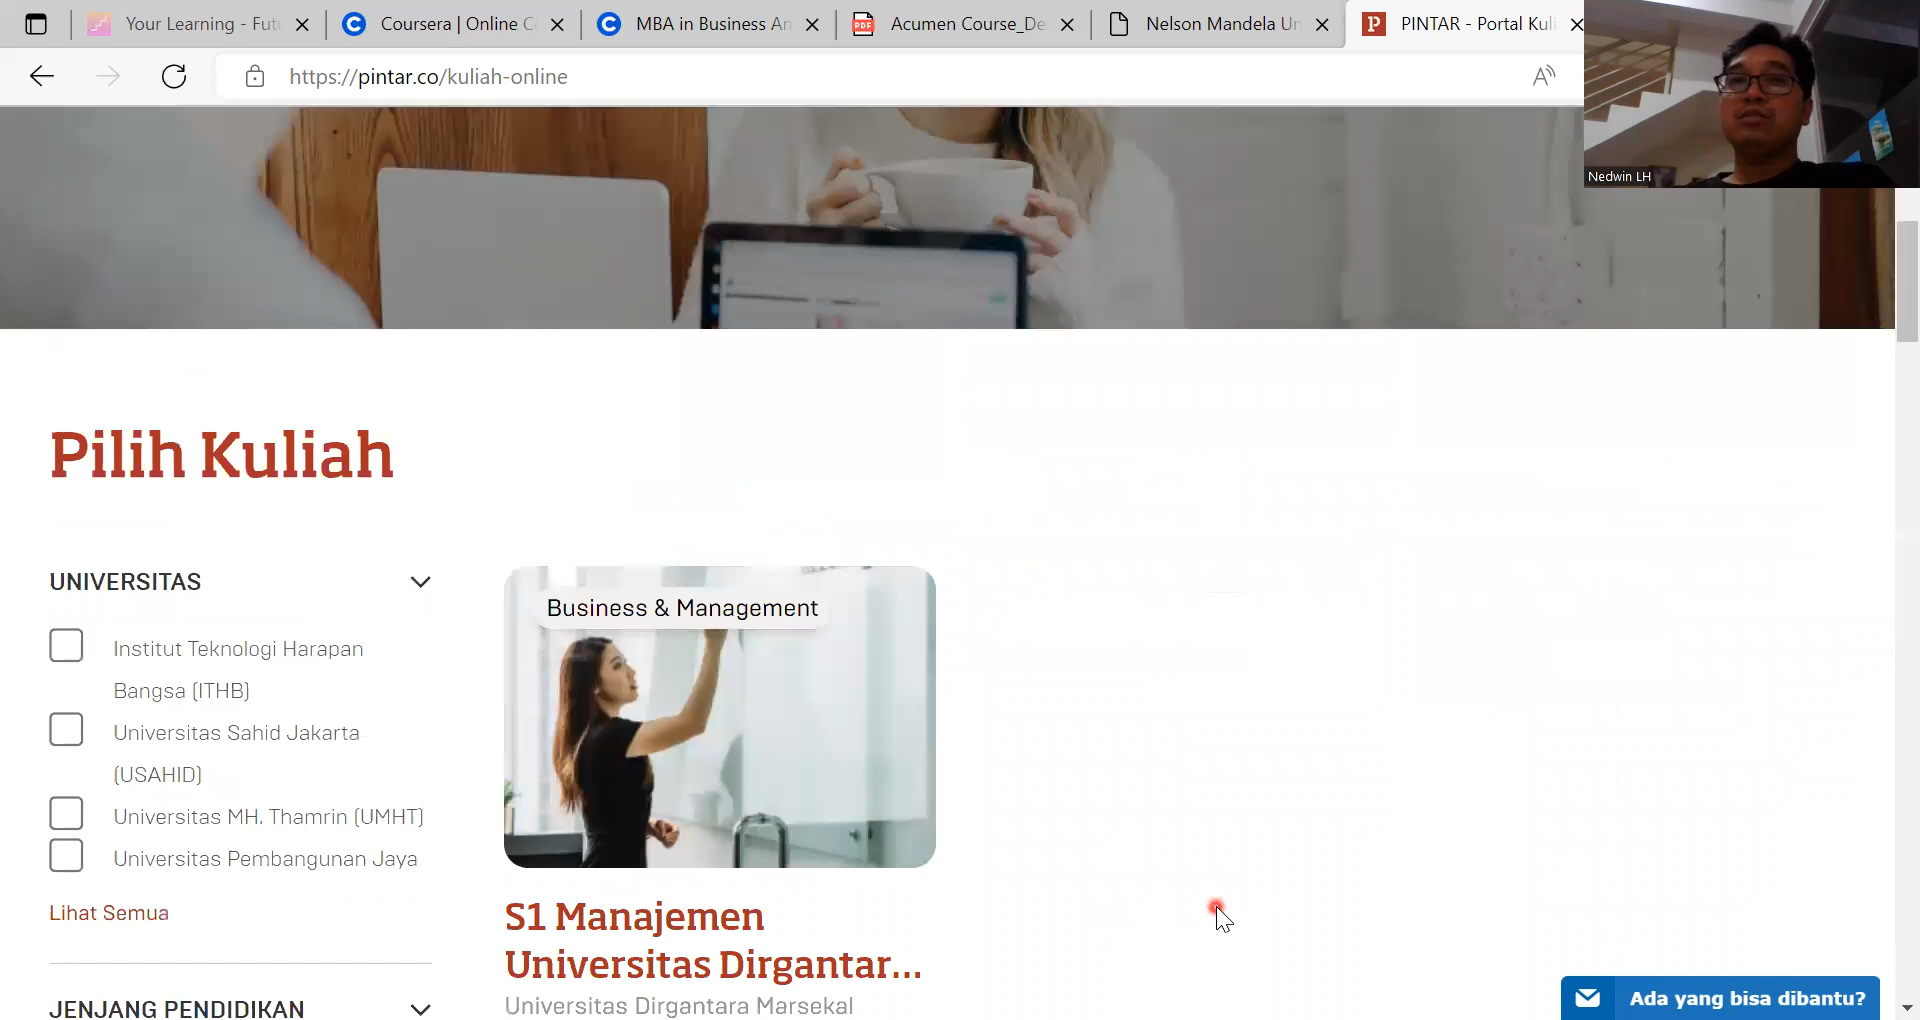 Your Learning - Futu
Coursera | Online C
MBA in Business An
PDF
Acumen Course_De
Nelson Mandela Un
PINTAR - Portal Kuli
https://pintar.co/kuliah-online
Nedwin LH
Pilih Kuliah
UNIVERSITAS
Institut Teknologi Harapan
Bangsa (ITHB)
Universitas Sahid Jakarta
(USAHID)
Universitas MH. Thamrin (UMHT)
Universitas Pembangunan Jaya
Lihat Semua
JENJANG PENDIDIKAN
Business & Management
S1 Manajemen
Universitas Dirgantar...
Universitas Dirgantara Marsekal
Ada yang bisa dibantu?